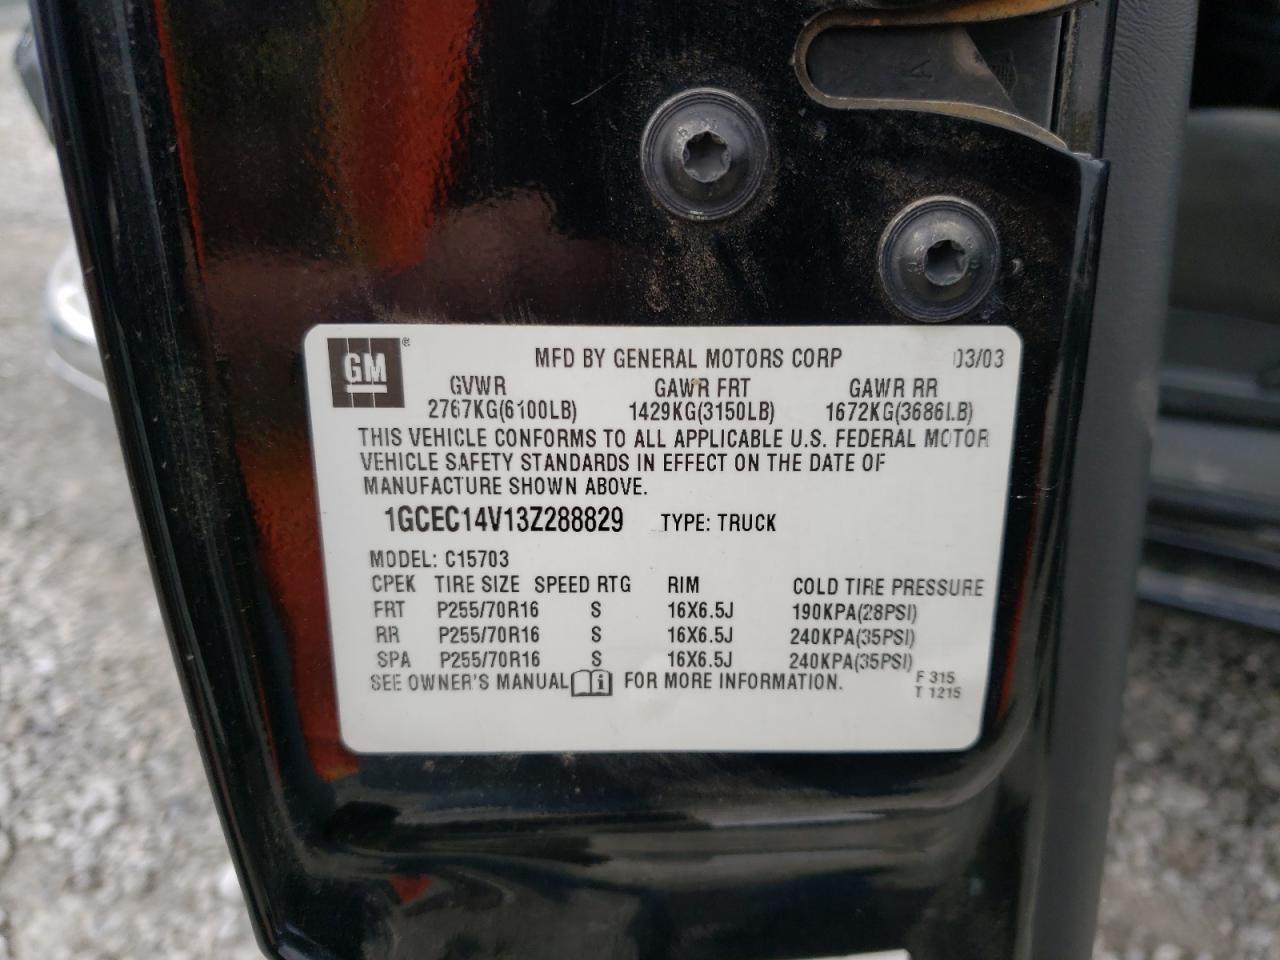 GM ®
MFD BY GENERAL MOTORS CORP 03/03
GVWR GAWR FRT GAWR RR
2767KG(6100LB) 1429KG(3150LB) 1672KG(3686LB)
THIS VEHICLE CONFORMS TO ALL APPLICABLE U.S. FEDERAL MOTOR
VEHICLE SAFETY STANDARDS IN EFFECT ON THE DATE OF
MANUFACTURE SHOWN ABOVE.
1GCEC14V13Z288829 TYPE: TRUCK
MODEL: C15703
CPEK TIRE SIZE SPEED RTG RIM COLD TIRE PRESSURE
FRT P255/70R16 S 16X6.5J 190KPA(28PSI)
RR P255/70R16 S 16X6.5J 240KPA(35PSI)
SPA P255/70R16 S 16X6.5J 240KPA(35PSI)
SEE OWNER'S MANUAL i FOR MORE INFORMATION.
F 315
T 1215